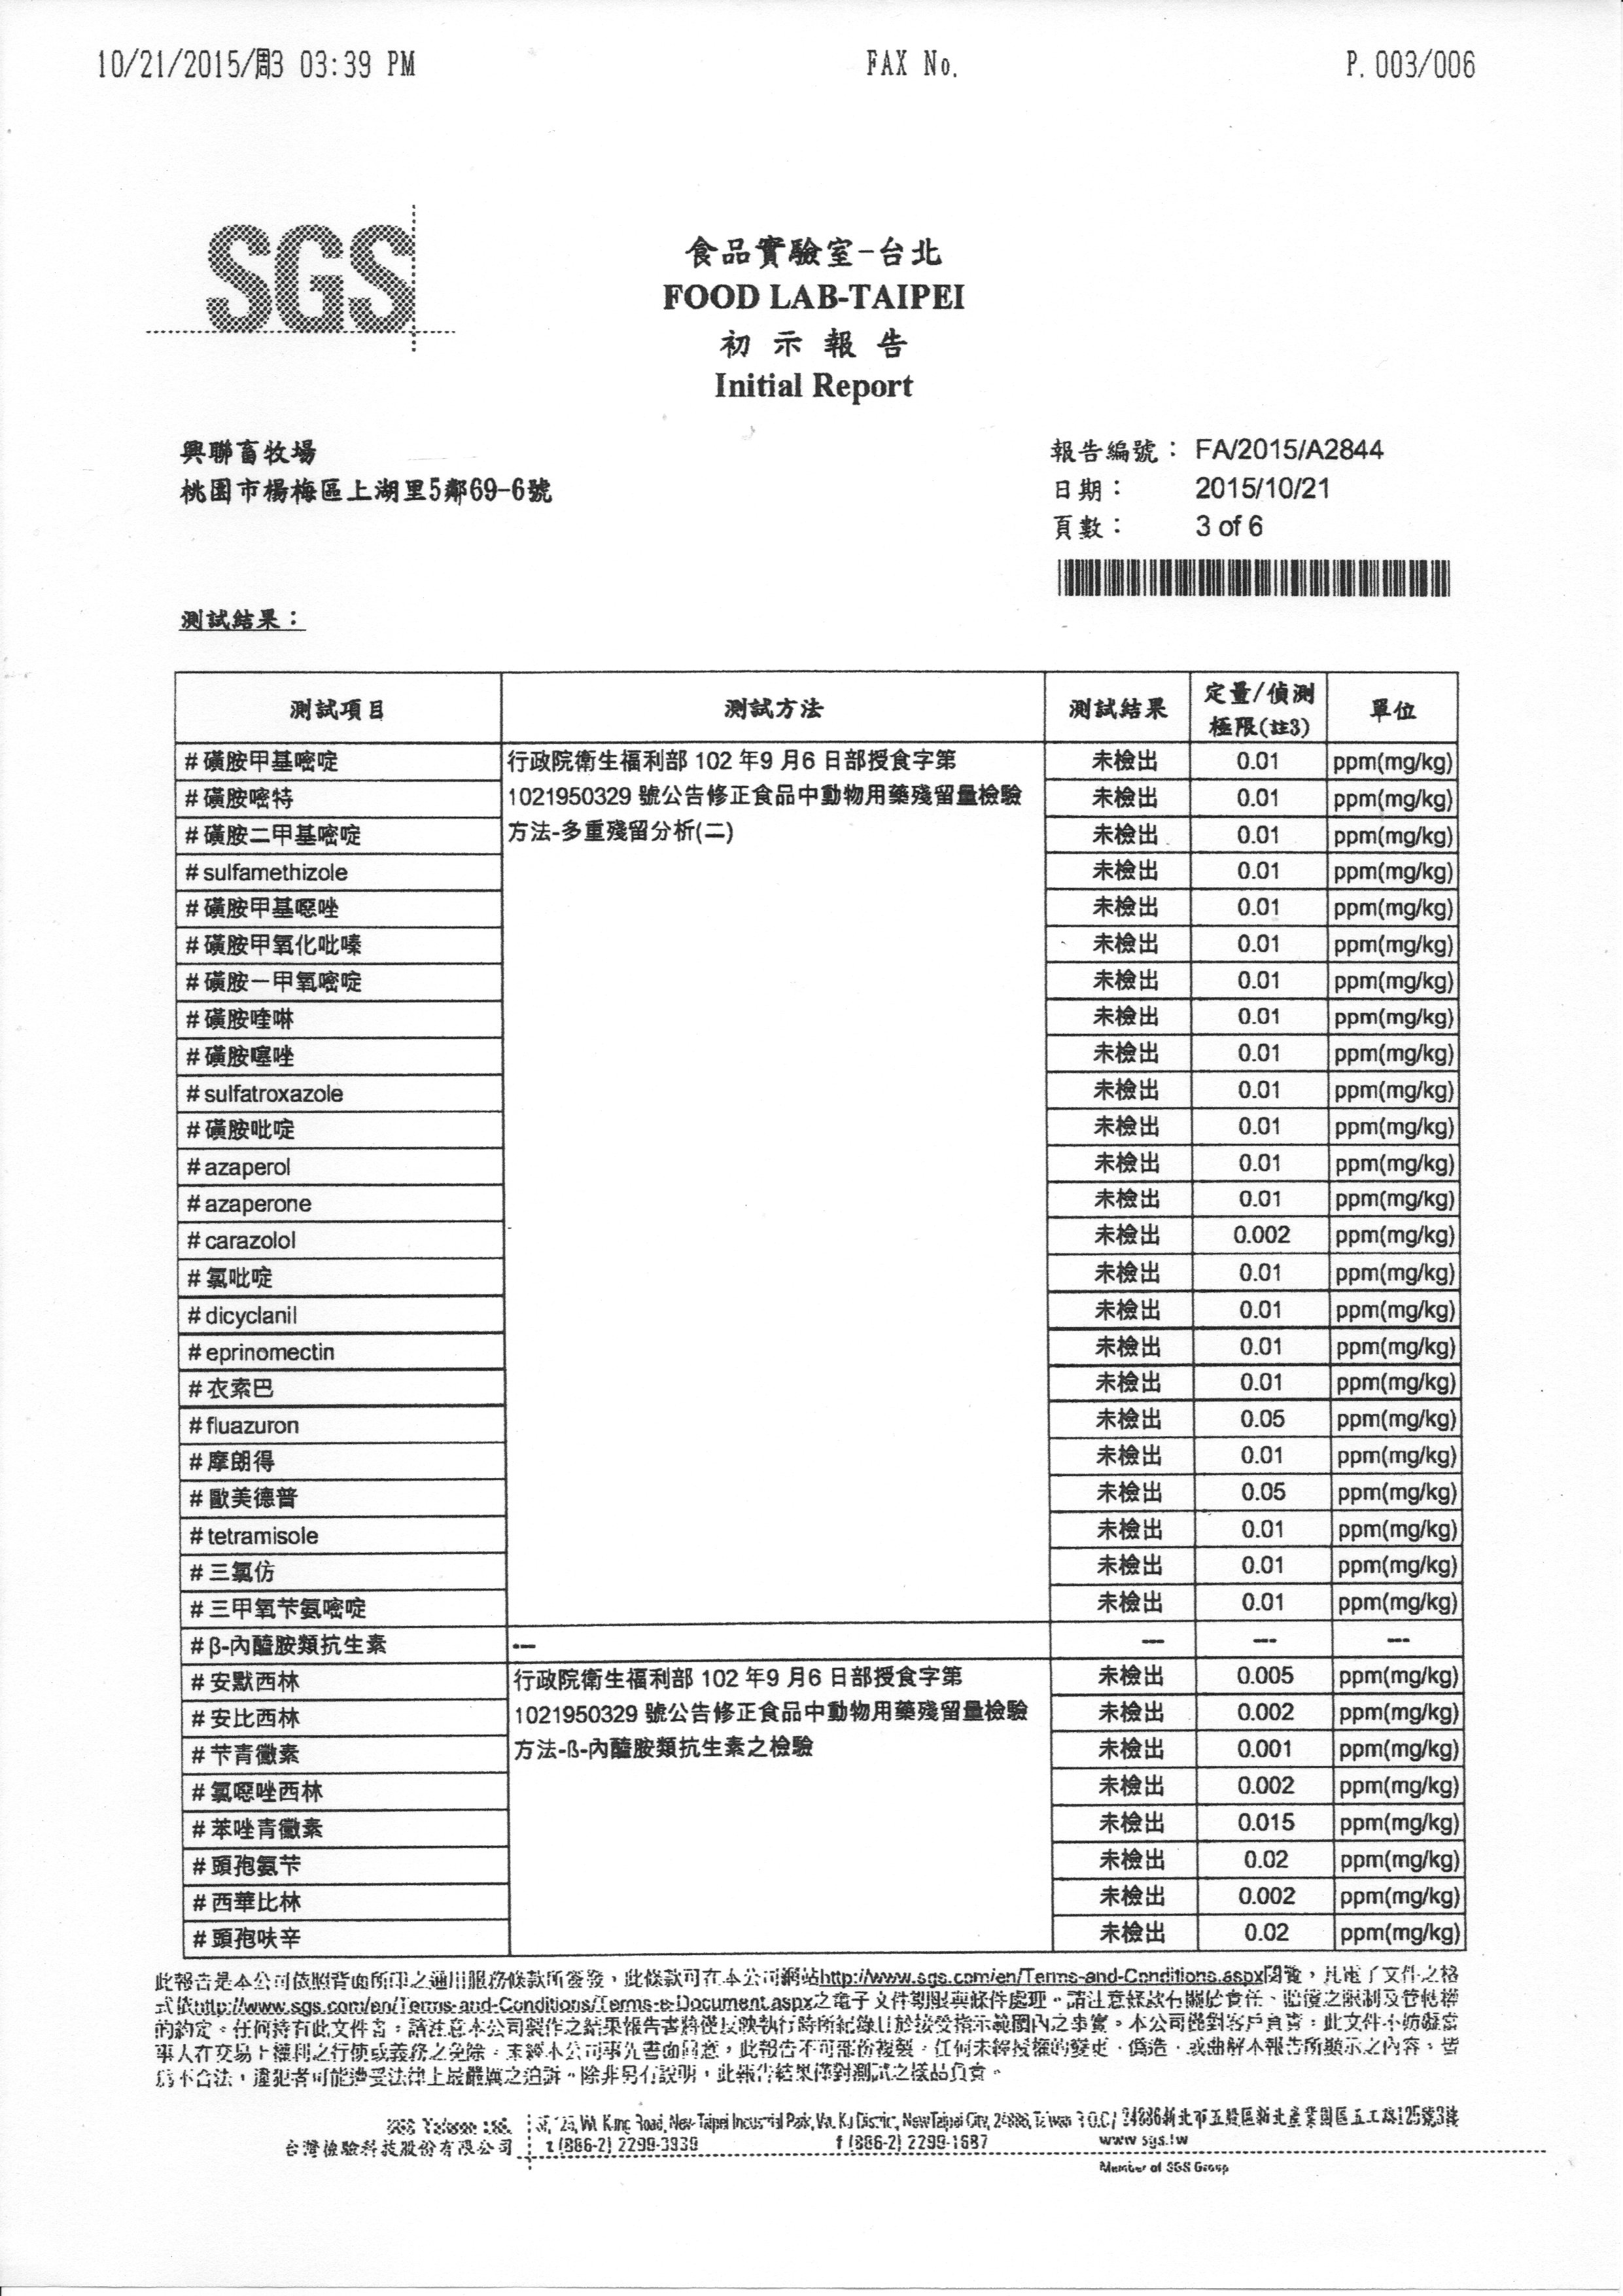 10/21/2015/周3 03:39 PM FAX No. P. 003/006
SGS
食品實驗室-台北
FOOD LAB-TAIPEI
初示報告
Initial Report
興聯畜牧場
桃園市楊梅區上湖里5鄰69-6號
報告編號： FA/2015/A2844
日期： 2015/10/21
頁數： 3 of 6
測試結果：
測試項目 測試方法 測試結果 定量/偵測極限(註3) 單位
#磺胺甲基嘧啶 行政院衛生福利部 102 年9 月6 日部授食字第 未檢出 0.01 ppm(mg/kg)
#磺胺嘧特 1021950329 號公告修正食品中動物用藥殘留量檢驗 未檢出 0.01 ppm(mg/kg)
#磺胺二甲基嘧啶 方法-多重殘留分析(二) 未檢出 0.01 ppm(mg/kg)
#sulfamethizole 未檢出 0.01 ppm(mg/kg)
#磺胺甲基噁唑 未檢出 0.01 ppm(mg/kg)
#磺胺甲氧化吡嗪 未檢出 0.01 ppm(mg/kg)
#磺胺一甲氧嘧啶 未檢出 0.01 ppm(mg/kg)
#磺胺喹啉 未檢出 0.01 ppm(mg/kg)
#磺胺噻唑 未檢出 0.01 ppm(mg/kg)
#sulfatroxazole 未檢出 0.01 ppm(mg/kg)
#磺胺吡啶 未檢出 0.01 ppm(mg/kg)
#azaperol 未檢出 0.01 ppm(mg/kg)
#azaperone 未檢出 0.01 ppm(mg/kg)
#carazolol 未檢出 0.002 ppm(mg/kg)
#氯吡啶 未檢出 0.01 ppm(mg/kg)
#dicyclanil 未檢出 0.01 ppm(mg/kg)
#eprinomectin 未檢出 0.01 ppm(mg/kg)
#衣索巴 未檢出 0.01 ppm(mg/kg)
#fluazuron 未檢出 0.05 ppm(mg/kg)
#摩朗得 未檢出 0.01 ppm(mg/kg)
#歐美德普 未檢出 0.05 ppm(mg/kg)
#tetramisole 未檢出 0.01 ppm(mg/kg)
#三氯仿 未檢出 0.01 ppm(mg/kg)
#三甲氧苄氨嘧啶 未檢出 0.01 ppm(mg/kg)
#β-內醯胺類抗生素 --- --- --- ---
#安默西林 行政院衛生福利部 102 年9 月6 日部授食字第 未檢出 0.005 ppm(mg/kg)
#安比西林 1021950329 號公告修正食品中動物用藥殘留量檢驗 未檢出 0.002 ppm(mg/kg)
#苄青黴素 方法-β-內醯胺類抗生素之檢驗 未檢出 0.001 ppm(mg/kg)
#氯噁唑西林 未檢出 0.002 ppm(mg/kg)
#苯唑青黴素 未檢出 0.015 ppm(mg/kg)
#頭孢氨苄 未檢出 0.02 ppm(mg/kg)
#西華比林 未檢出 0.002 ppm(mg/kg)
#頭孢呋辛 未檢出 0.02 ppm(mg/kg)
此報告是本公司依照背面所印之通用服務條款所簽發，此條款可在本公司網站http://www.sgs.com/en/Terms-and-Conditions.aspx閱覽，凡電子文件之格
式依http://www.sgs.com/en/Terms-and-Conditions/Terms-e-Document.aspx之電子文件期限與條件處理。請注意條款有關於責任、賠償之限制及管轄權
的約定。任何持有此文件者，請注意本公司製作之結果報告書將僅反映執行時所紀錄且於接受指示範圍內之事實。本公司僅對客戶負責，此文件不妨礙當
事人在交易上權利之行使或義務之免除。未經本公司事先書面同意，此報告不可部份複製。任何未經授權的變更、偽造、或曲解本報告所顯示之內容，皆
為不合法，違犯者可能遭受法律上最嚴厲之追訴。除非另有說明，此報告結果僅對測試之樣品負責。
SGS Taiwan Ltd. 3F, 125, Wu Kung Road, New Taipei Industrial Park, Wu Ku District, New Taipei City, 24886, Taiwan R.O.C./ 24886新北市五股區新北產業園區五工路125號3樓
台灣檢驗科技股份有限公司 t (886-2) 2299-3939 f (886-2) 2299-1687 www.sgs.tw
Member of SGS Group